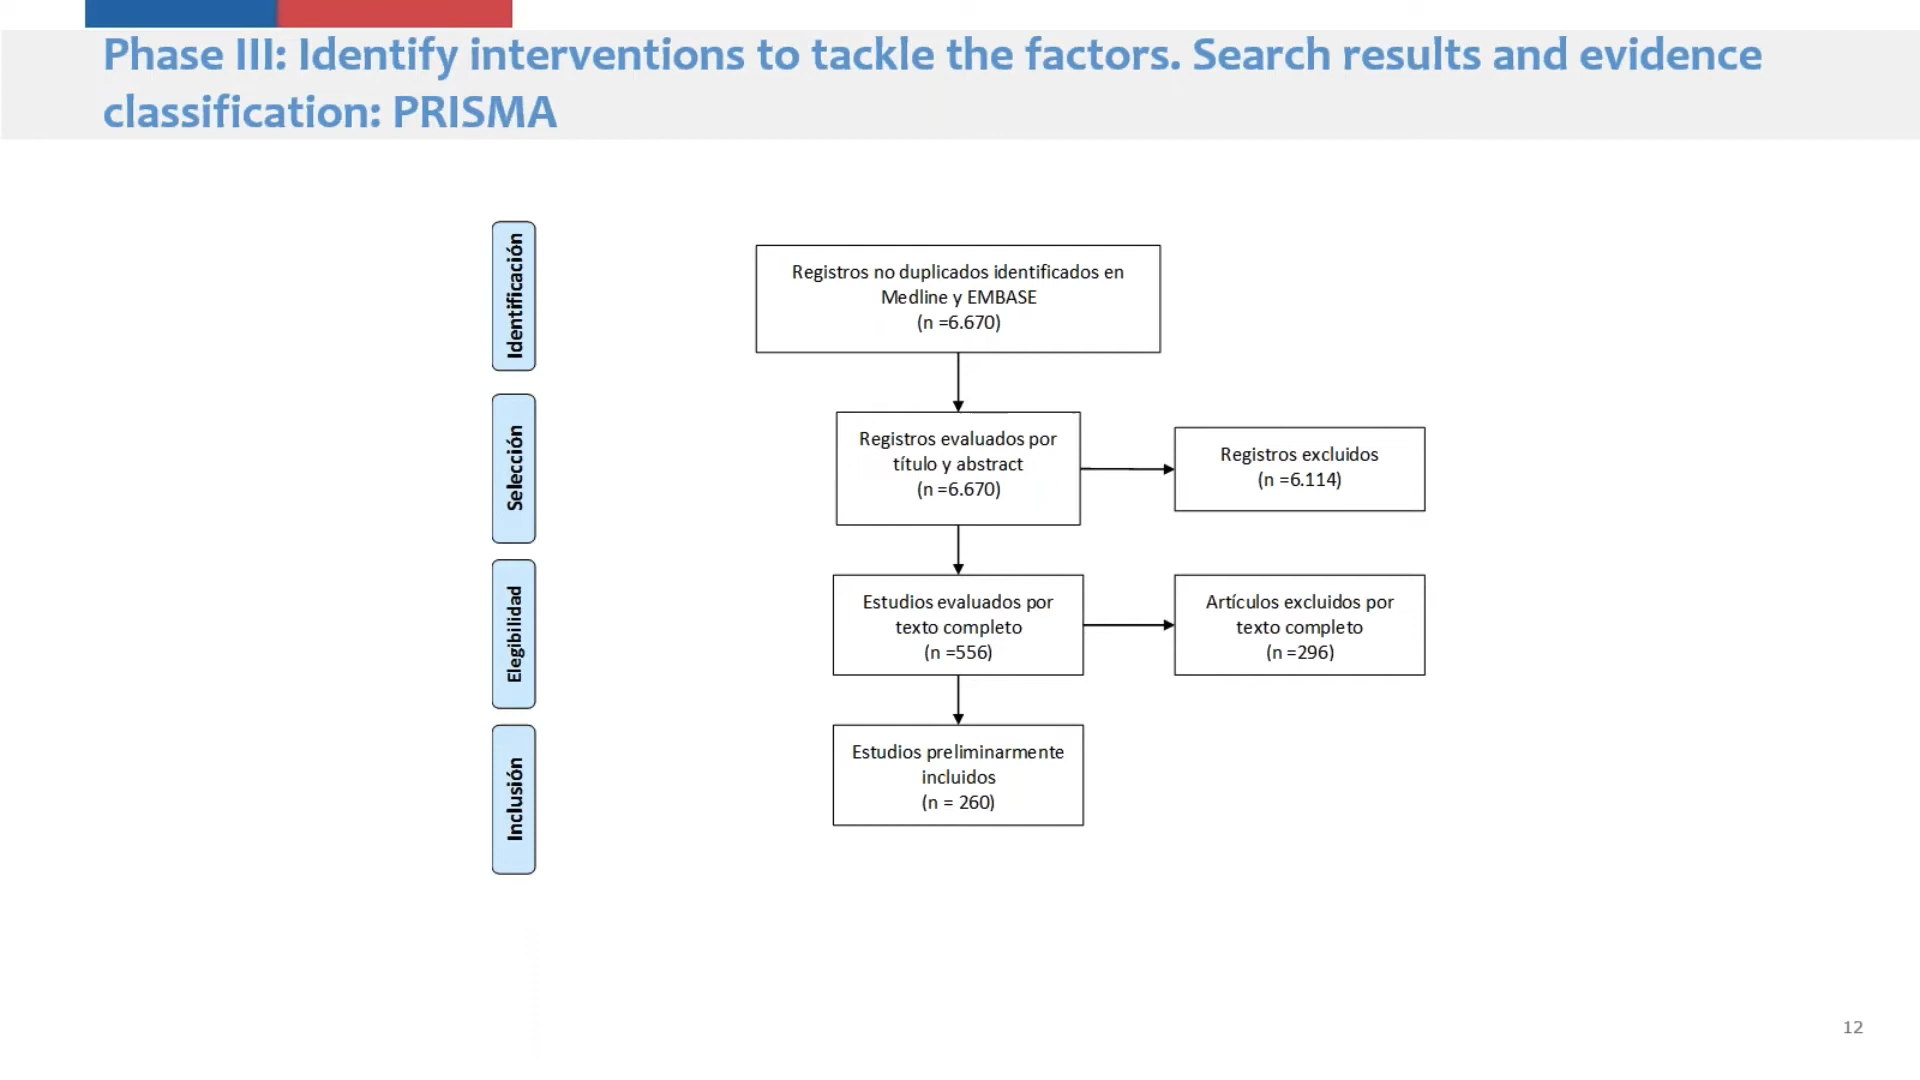 Phase III: Identify interventions to tackle the factors. Search results and evidence
classification: PRISMA
Identificación
Registros no duplicados identificados en
Medline y EMBASE
(n =6.670)
Selección
Registros evaluados por
título y abstract
(n =6.670)
Registros excluidos
(n =6.114)
Elegibilidad
Estudios evaluados por
texto completo
(n =556)
Artículos excluidos por
texto completo
(n =296)
Inclusión
Estudios preliminarmente
incluidos
(n = 260)
12